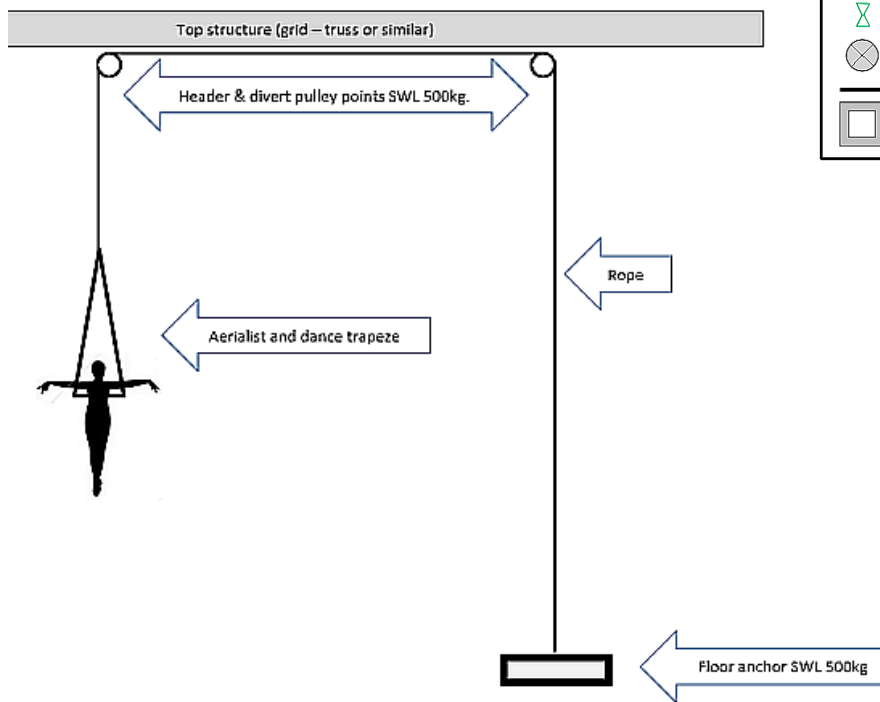 Top structure (grid – truss or similar)
Header & divert pulley points SWL 500kg.
Rope
Aerialist and dance trapeze
Floor anchor SWL 500kg